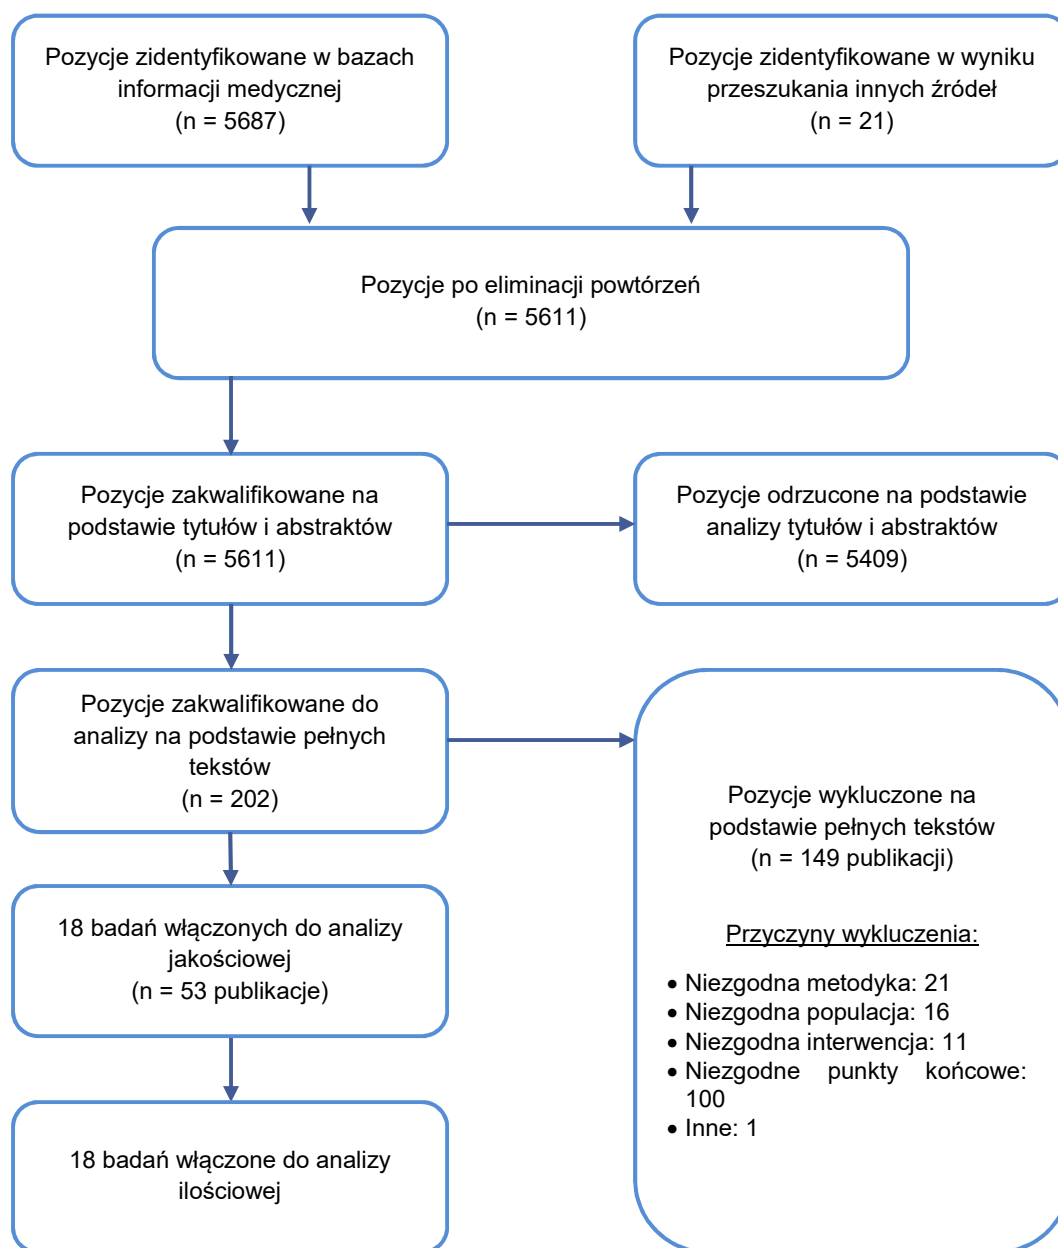 Pozycje zidentyfikowane w bazach
informacji medycznej
(n = 5687)
Pozycje zidentyfikowane w wyniku
przeszukania innych źródeł
(n = 21)
Pozycje po eliminacji powtórzeń
(n = 5611)
Pozycje zakwalifikowane na
podstawie tytułów i abstraktów
(n = 5611)
Pozycje odrzucone na podstawie
analizy tytułów i abstraktów
(n = 5409)
Pozycje zakwalifikowane do
analizy na podstawie pełnych
tekstów
(n = 202)
Pozycje wykluczone na
podstawie pełnych tekstów
(n = 149 publikacji)
Przyczyny wykluczenia:
• Niezgodna metodyka: 21
• Niezgodna populacja: 16
• Niezgodna interwencja: 11
• Niezgodne punkty końcowe:
100
• Inne: 1
18 badań włączonych do analizy
jakościowej
(n = 53 publikacje)
18 badań włączone do analizy
ilościowej